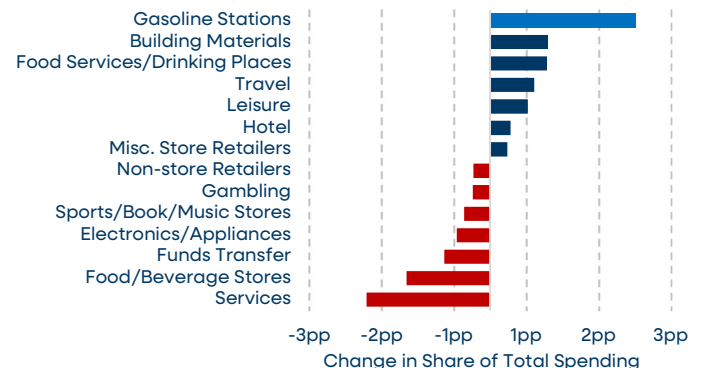 Gasoline Stations
Building Materials
Food Services/Drinking Places
Travel
Leisure
Hotel
Misc. Store Retailers
Non-store Retailers
Gambling
Sports/Book/Music Stores
Electronics/Appliances
Funds Transfer
Food/Beverage Stores
Services
-3pp -2pp -1pp 1pp 2pp 3pp
Change in Share of Total Spending